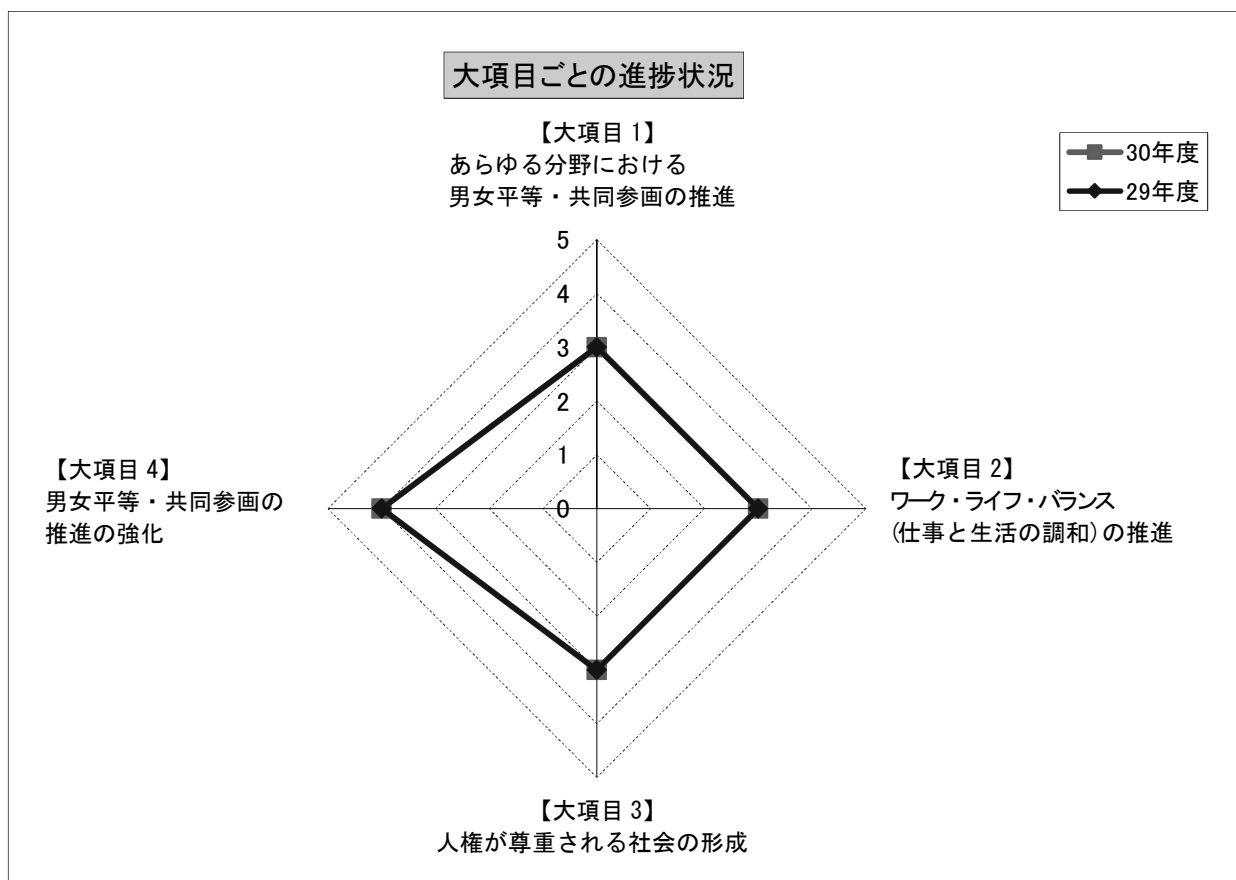 大項目ごとの進捗状況
【大項目 1】
あらゆる分野における
男女平等・共同参画の推進
30年度
29年度
5
4
3
2
1
0
【大項目 4】
男女平等・共同参画の
推進の強化
【大項目 2】
ワーク・ライフ・バランス
(仕事と生活の調和)の推進
【大項目 3】
人権が尊重される社会の形成